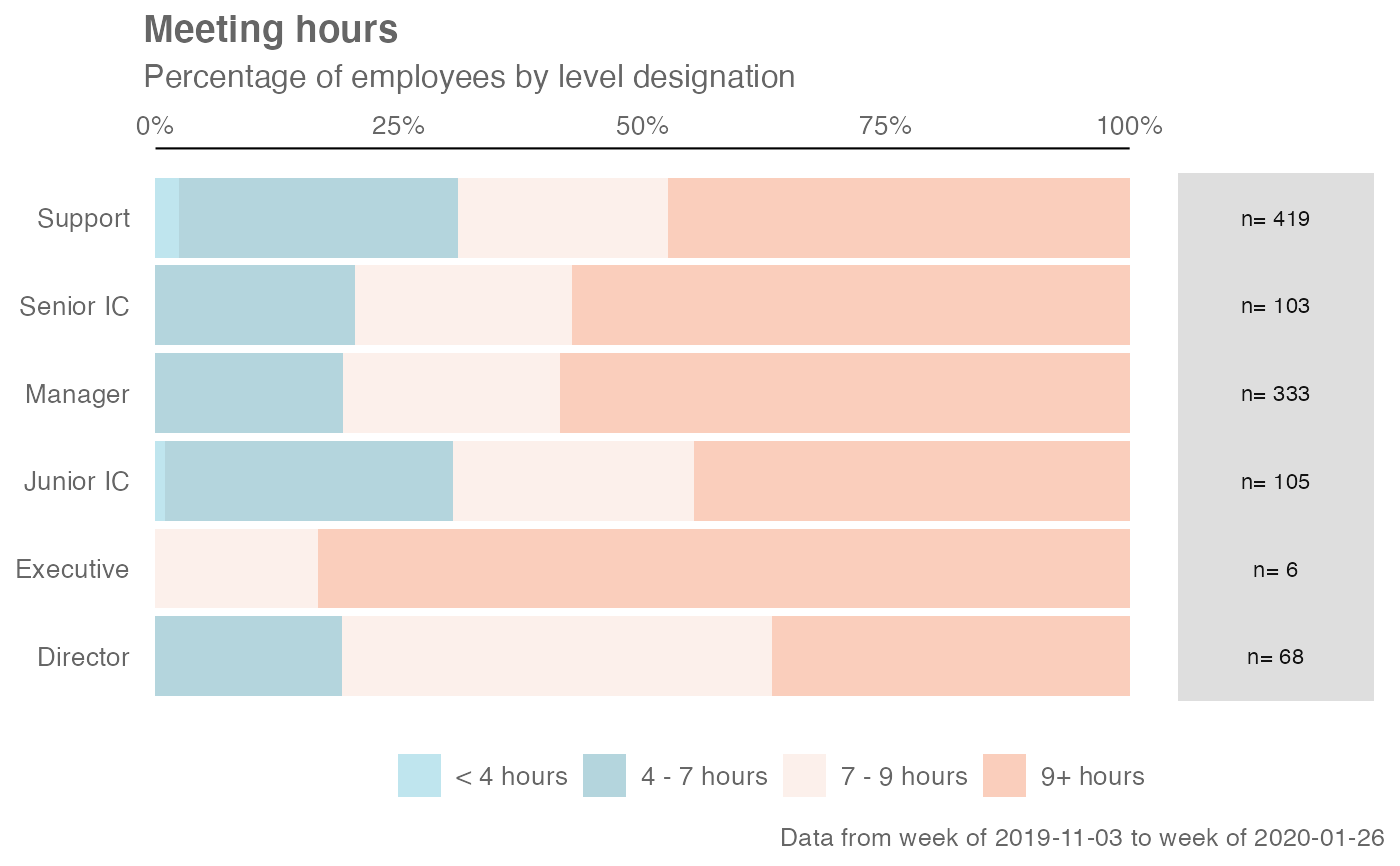 Meeting hours
Percentage of employees by level designation
0% 25% 50% 75% 100%
Support n= 419
Senior IC n= 103
Manager n= 333
Junior IC n= 105
Executive n= 6
Director n= 68
< 4 hours 4 - 7 hours 7 - 9 hours 9+ hours
Data from week of 2019-11-03 to week of 2020-01-26